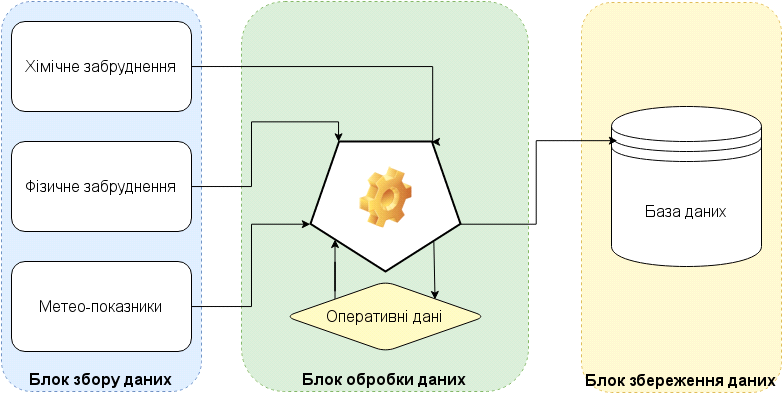 Хімічне забруднення
Фізичне забруднення
Метео-показники
Блок збору даних
Оперативні дані
Блок обробки даних
База даних
Блок збереження даних